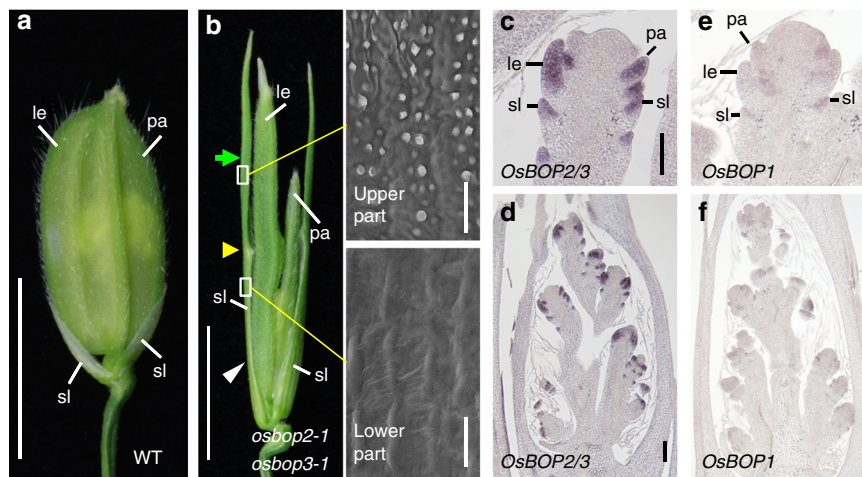 a
le
pa
sl
sl
WT
b
le
pa
sl
sl
osbop2-1
osbop3-1
Upper
part
Lower
part
c
pa
le
sl
sl
OsBOP2/3
d
OsBOP2/3
e
pa
le
sl
sl
OsBOP1
f
OsBOP1